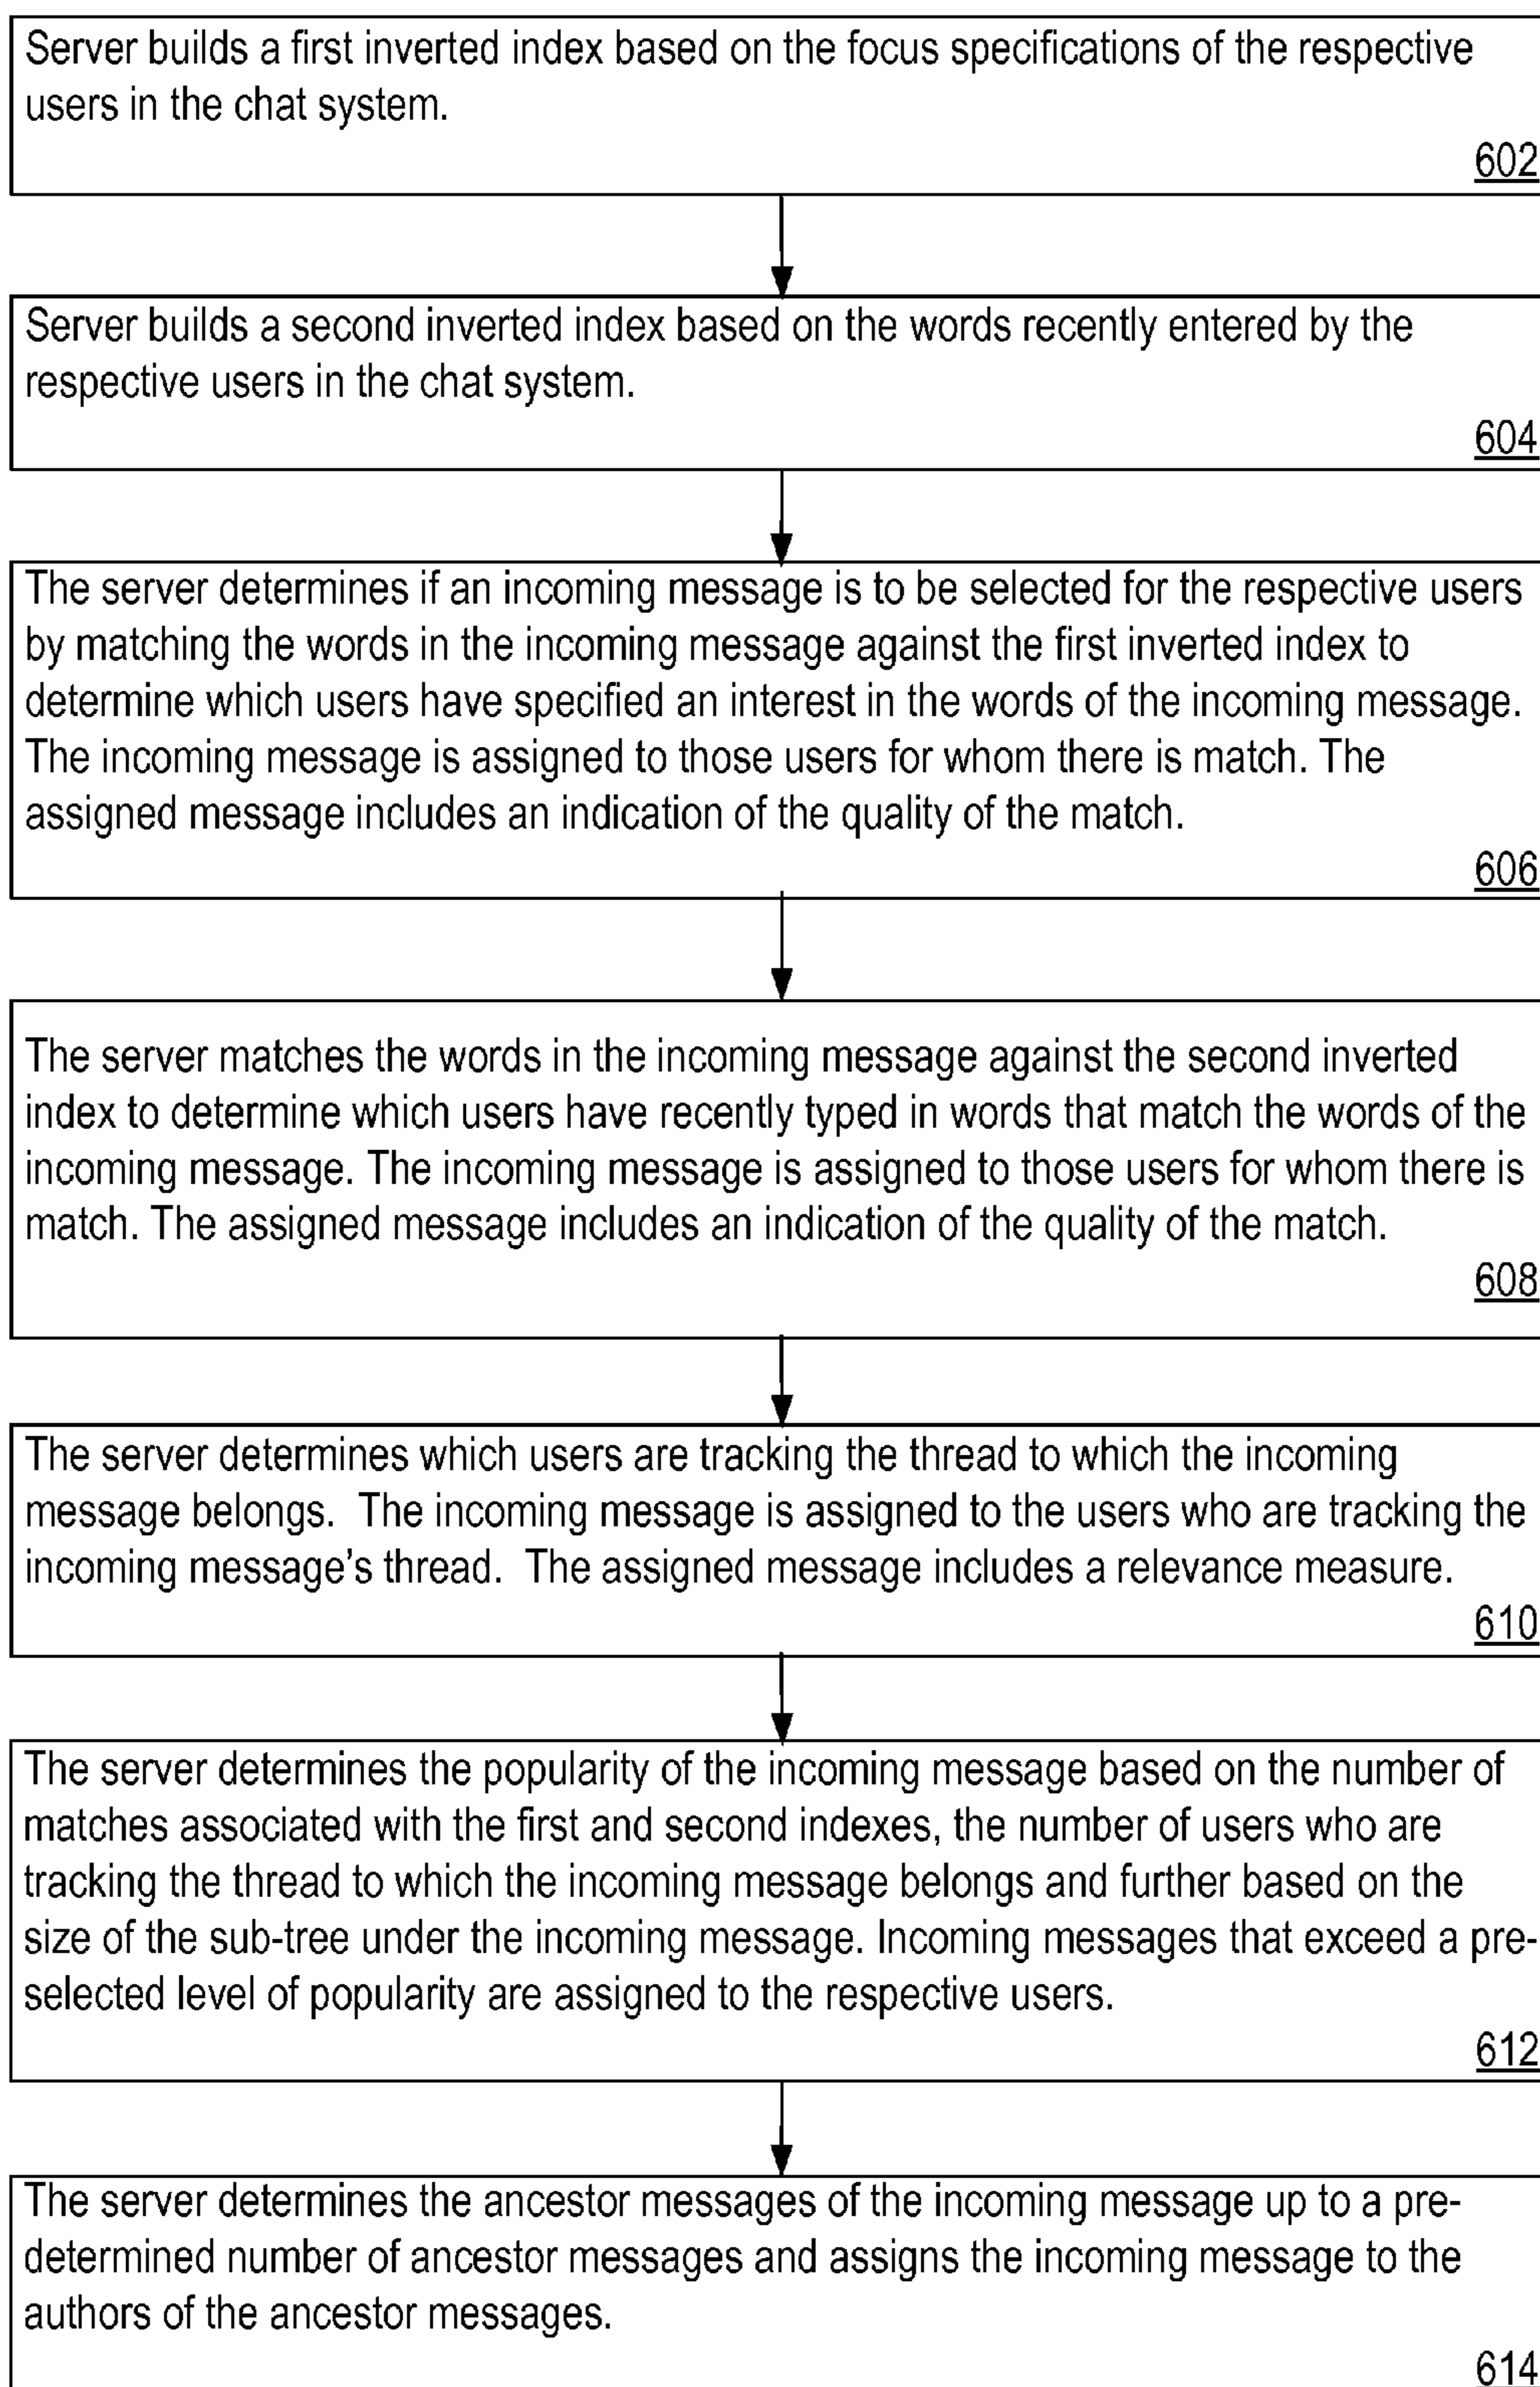 Server builds a first inverted index based on the focus specifications of the respective
users in the chat system.
602
Server builds a second inverted index based on the words recently entered by the
respective users in the chat system.
604
The server determines if an incoming message is to be selected for the respective users
by matching the words in the incoming message against the first inverted index to
determine which users have specified an interest in the words of the incoming message.
The incoming message is assigned to those users for whom there is match. The
assigned message includes an indication of the quality of the match.
606
The server matches the words in the incoming message against the second inverted
index to determine which users have recently typed in words that match the words of the
incoming message. The incoming message is assigned to those users for whom there is
match. The assigned message includes an indication of the quality of the match.
608
The server determines which users are tracking the thread to which the incoming
message belongs.  The incoming message is assigned to the users who are tracking the
incoming message's thread.  The assigned message includes a relevance measure.
610
The server determines the popularity of the incoming message based on the number of
matches associated with the first and second indexes, the number of users who are
tracking the thread to which the incoming message belongs and further based on the
size of the sub-tree under the incoming message. Incoming messages that exceed a pre-
selected level of popularity are assigned to the respective users.
612
The server determines the ancestor messages of the incoming message up to a pre-
determined number of ancestor messages and assigns the incoming message to the
authors of the ancestor messages.
614